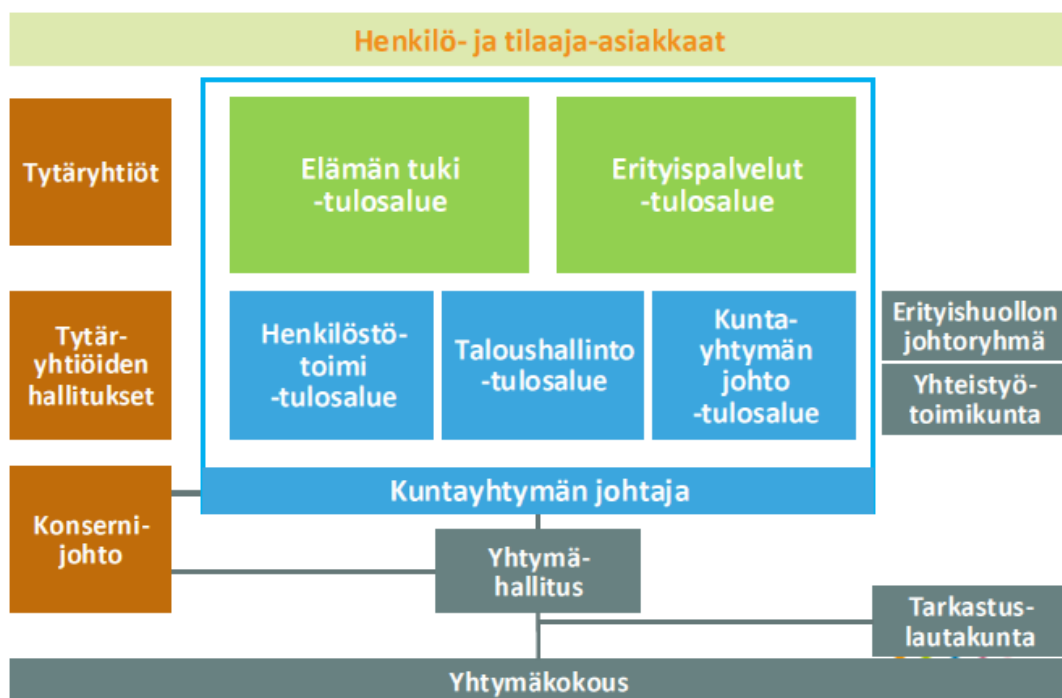 Henkilö- ja tilaaja-asiakkaat
Tytäryhtiöt
Elämän tuki
-tulosalue
Erityispalvelut
-tulosalue
Tytär-
yhtiöiden
hallitukset
Henkilöstö-
toimi
-tulosalue
Taloushallinto
-tulosalue
Kunta-
yhtymän
johto
-tulosalue
Erityishuollon
johtoryhmä
Yhteistyö-
toimikunta
Konserni-
johto
Kuntayhtymän johtaja
Yhtymä-
hallitus
Tarkastus-
lautakunta
Yhtymäkokous